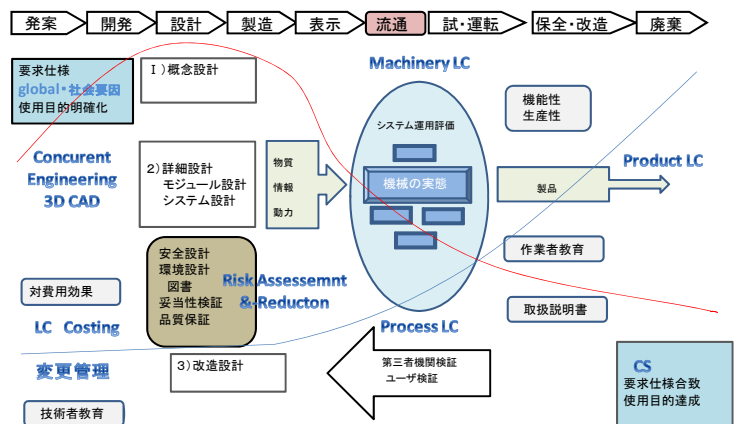 発案
開発
設計
製造
表示
流通
試・運転
保全・改造
廃棄
要求仕様
global・社会要因
使用目的明確化
Ⅰ）概念設計
Machinery LC
機能性
生産性
システム運用評価
Concurent
Engineering
3D CAD
2）詳細設計
モジュール設計
システム設計
物質
情報
動力
機械の実態
製品
Product LC
安全設計
環境設計
図書
妥当性検証
品質保証
Risk Assessemnt
& Reducton
作業者教育
対費用効果
取扱説明書
LC Costing
Process LC
変更管理
3）改造設計
第三者機関検証
ユーザ検証
CS
要求仕様合致
使用目的達成
技術者教育